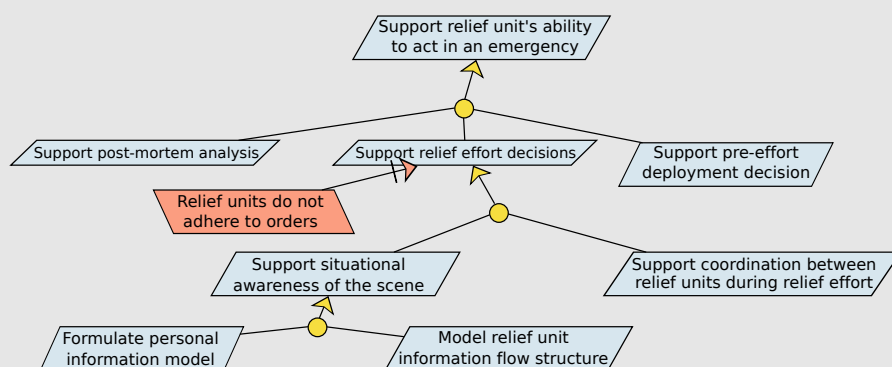 Support relief unit's ability
to act in an emergency
Support post-mortem analysis
Support relief effort decisions
Support pre-effort
deployment decision
Relief units do not
adhere to orders
Support situational
awareness of the scene
Support coordination between
relief units during relief effort
Formulate personal
information model
Model relief unit
information flow structure